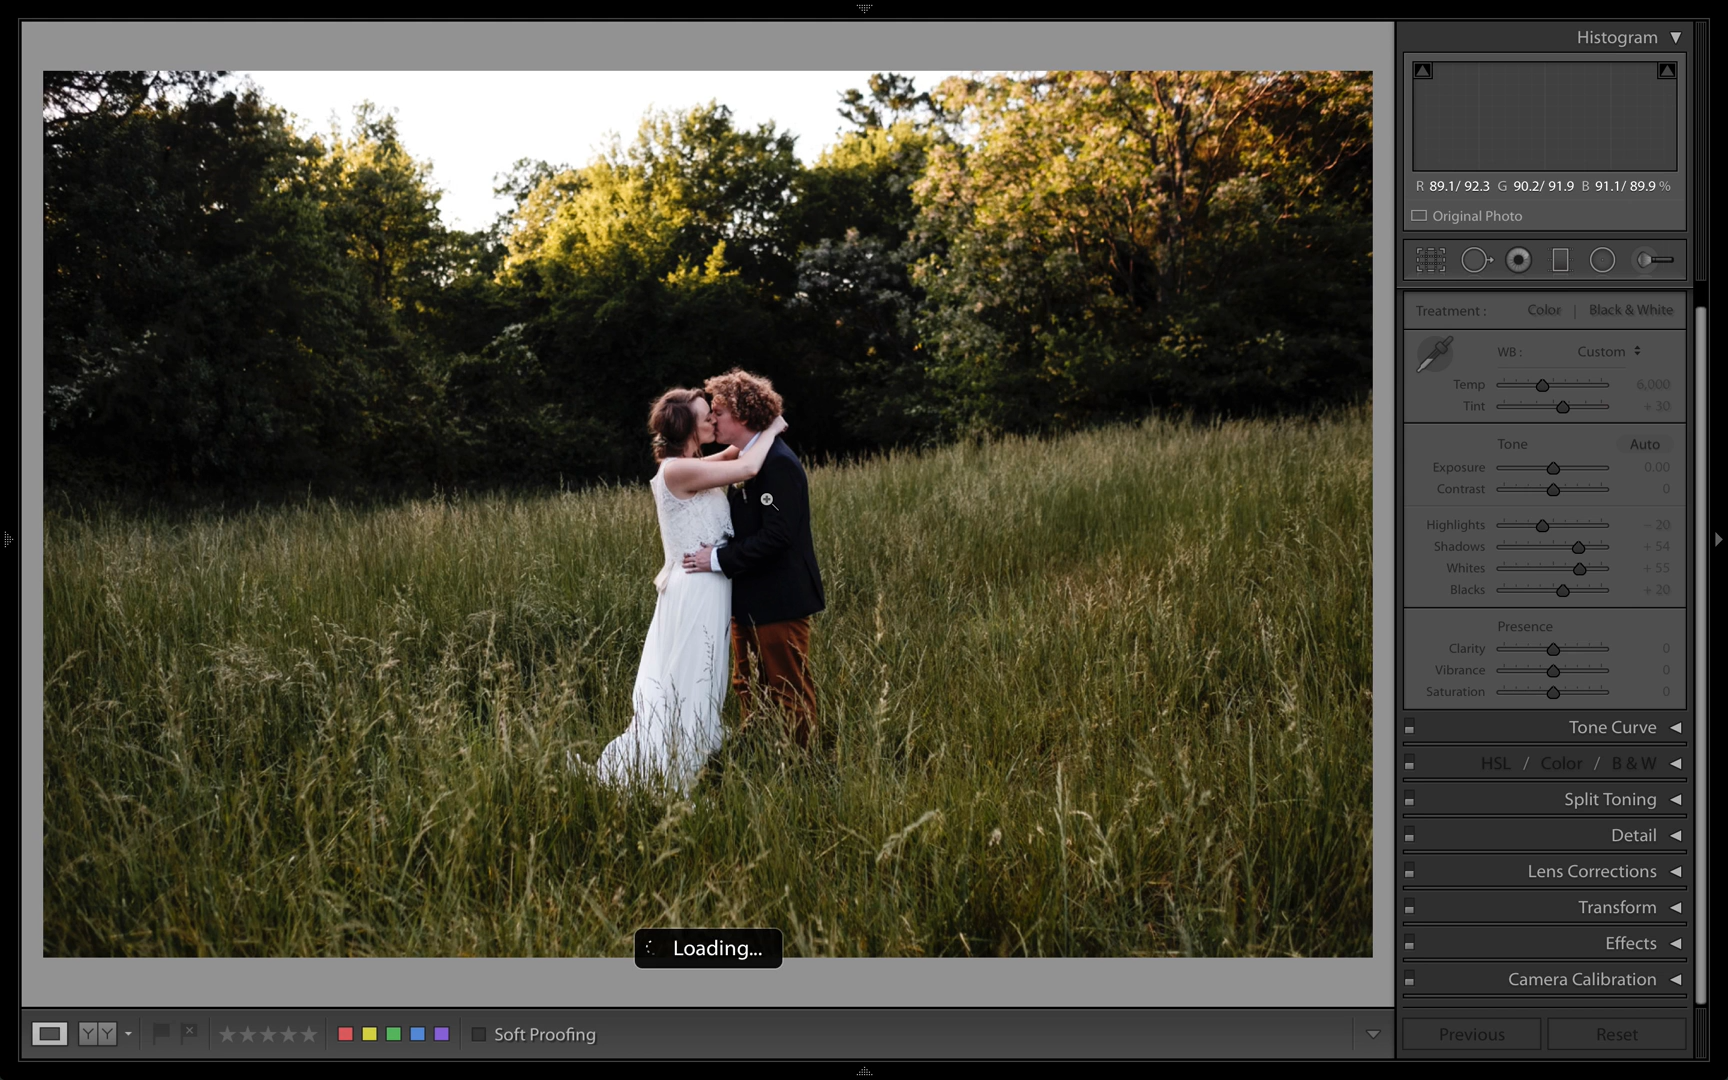 Histogram
R 89.1/ 92.3 G 90.2/ 91.9 B 91.1/ 89.9 %
Original Photo
Treatment : Color | Black & White
WB : Custom
Temp 6,000
Tint + 30
Tone Auto
Exposure 0.00
Contrast 0
Highlights − 20
Shadows + 54
Whites + 55
Blacks + 20
Presence
Clarity 0
Vibrance 0
Saturation 0
Tone Curve
HSL / Color / B & W
Split Toning
Detail
Lens Corrections
Transform
Effects
Camera Calibration
Loading...
YY
Soft Proofing
Previous Reset